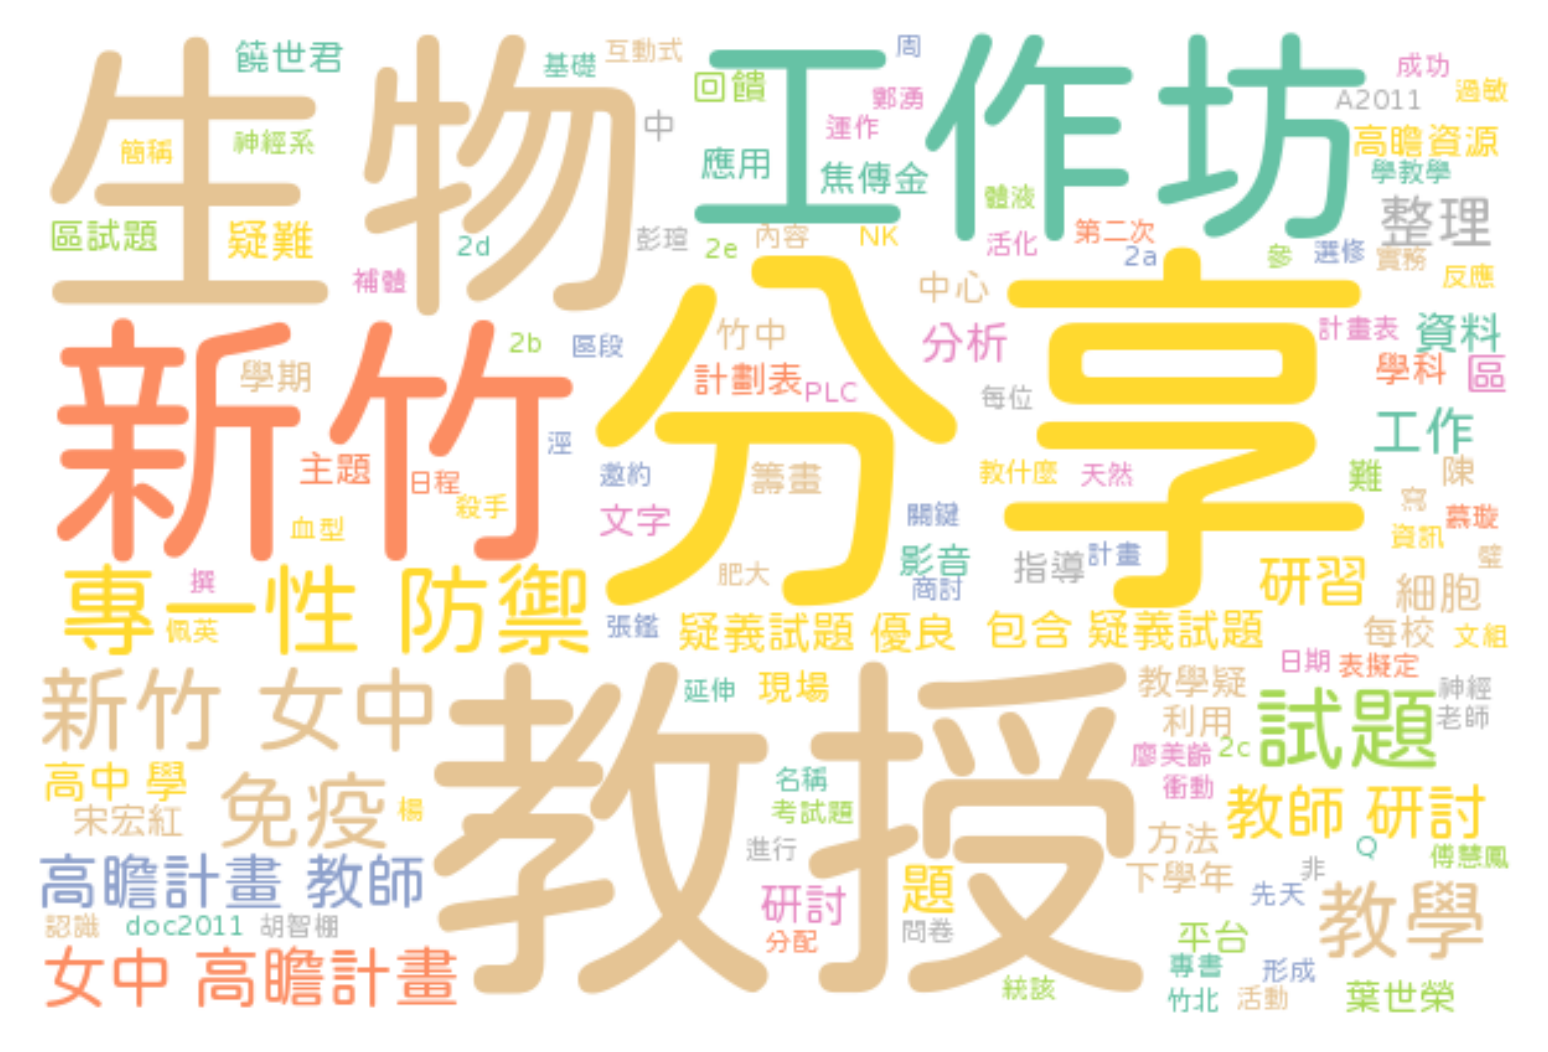 生物
工作坊
分享
新竹
教授
饒世君
基礎
互動式
回饋
周
鄭湧
運作
成功
A2011
過敏
高瞻資源
學教學
簡稱
神經系
中
應用
焦傳金
體液
整理
區試題
疑難
2d
彭瑄
2e
內容
NK
活化
第二次
2a
參
選修
實務
反應
補體
中心
竹中
2b
區段
學期
計劃表
PLC
分析
每位
計畫表
資料
學科
區
工作
主題
日程
涇
邀約
籌畫
教什麼
天然
難
陳
殺手
血型
文字
關鍵
寫
慕璇
資訊
影音
指導
計畫
璧
專一性 防禦
撰
佩英
肥大
商討
研習
細胞
張鑑
疑義試題 優良
包含 疑義試題
每校
文組
新竹 女中
延伸
現場
教學疑
日期
表擬定
神經
老師
利用
試題
廖美齡
2c
衝動
高中 學
宋宏紅
免疫
楊
名稱
考試題
教師 研討
進行
方法
Q
傅慧鳳
高瞻計畫 教師
研討
題
下學年
非
先天
教學
認識
doc2011
胡智棚
分配
問卷
平台
女中 高瞻計畫
專書
形成
統該
竹北
活動
葉世榮